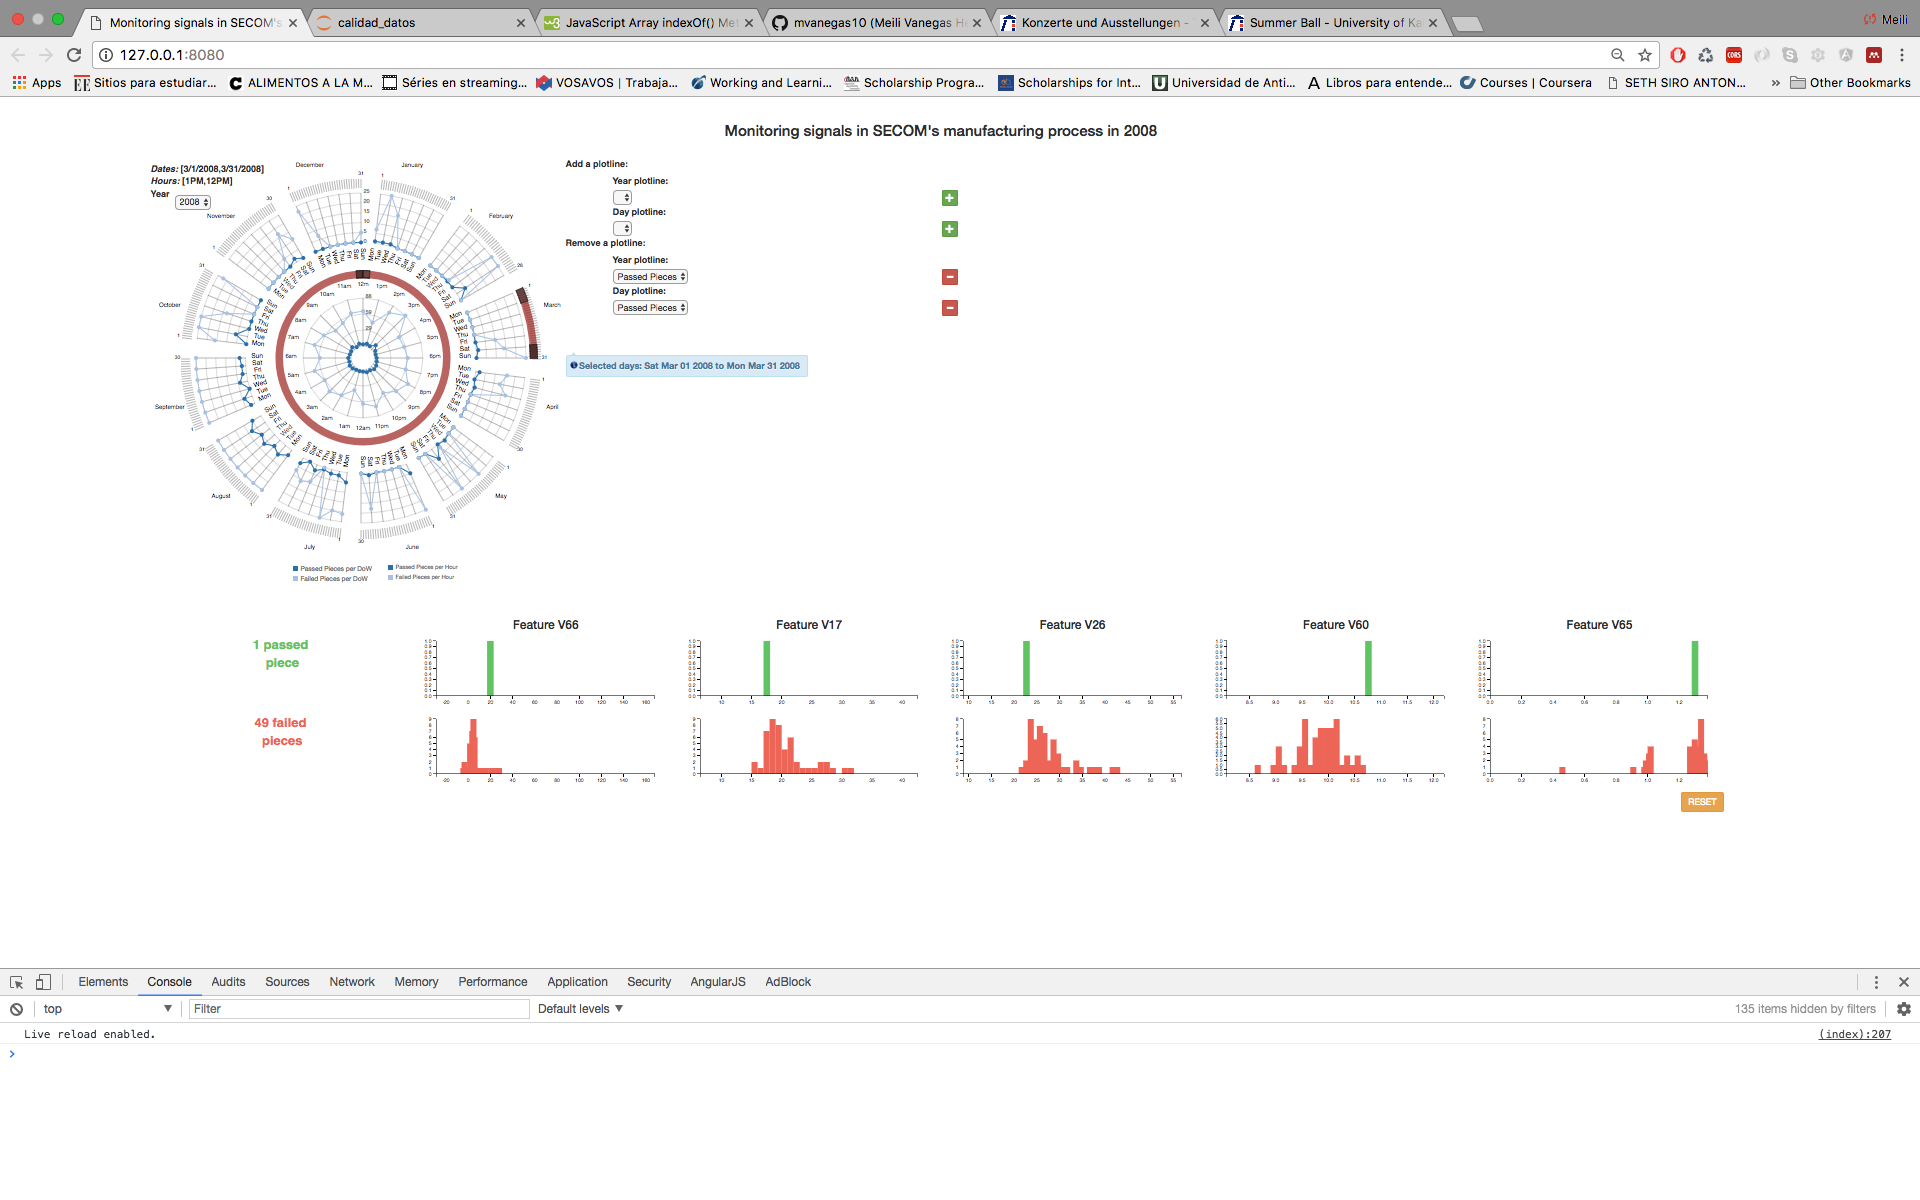 Monitoring signals in SECOM's
calidad_datos
JavaScript Array indexOf() Met
mvanegas10 (Meili Vanegas He
Konzerte und Ausstellungen -
Summer Ball - University of Ka
Meili
127.0.0.1:8080
Apps
Sitios para estudiar...
ALIMENTOS A LA M...
Séries en streaming...
VOSAVOS | Trabaja...
Working and Learni...
Scholarship Progra...
Scholarships for Int...
Universidad de Anti...
Libros para entende...
Courses | Coursera
SETH SIRO ANTON...
» Other Bookmarks
Monitoring signals in SECOM's manufacturing process in 2008
Dates: [3/1/2008,3/31/2008]
Hours: [1PM,12PM]
Year
2008
December
January
February
March
April
May
June
July
August
September
October
November
12m
1pm
2pm
3pm
4pm
5pm
6pm
7pm
8pm
9pm
10pm
11pm
12am
1am
2am
3am
4am
5am
6am
7am
8am
9am
10am
11am
88
59
29
Passed Pieces per DoW
Failed Pieces per DoW
Passed Pieces per Hour
Failed Pieces per Hour
Add a plotline:
Year plotline:
Day plotline:
Remove a plotline:
Year plotline:
Passed Pieces
Day plotline:
Passed Pieces
Selected days: Sat Mar 01 2008 to Mon Mar 31 2008
1 passed
piece
49 failed
pieces
Feature V66
Feature V17
Feature V26
Feature V60
Feature V65
RESET
Elements
Console
Audits
Sources
Network
Memory
Performance
Application
Security
AngularJS
AdBlock
top
Filter
Default levels
135 items hidden by filters
Live reload enabled.
(index):207